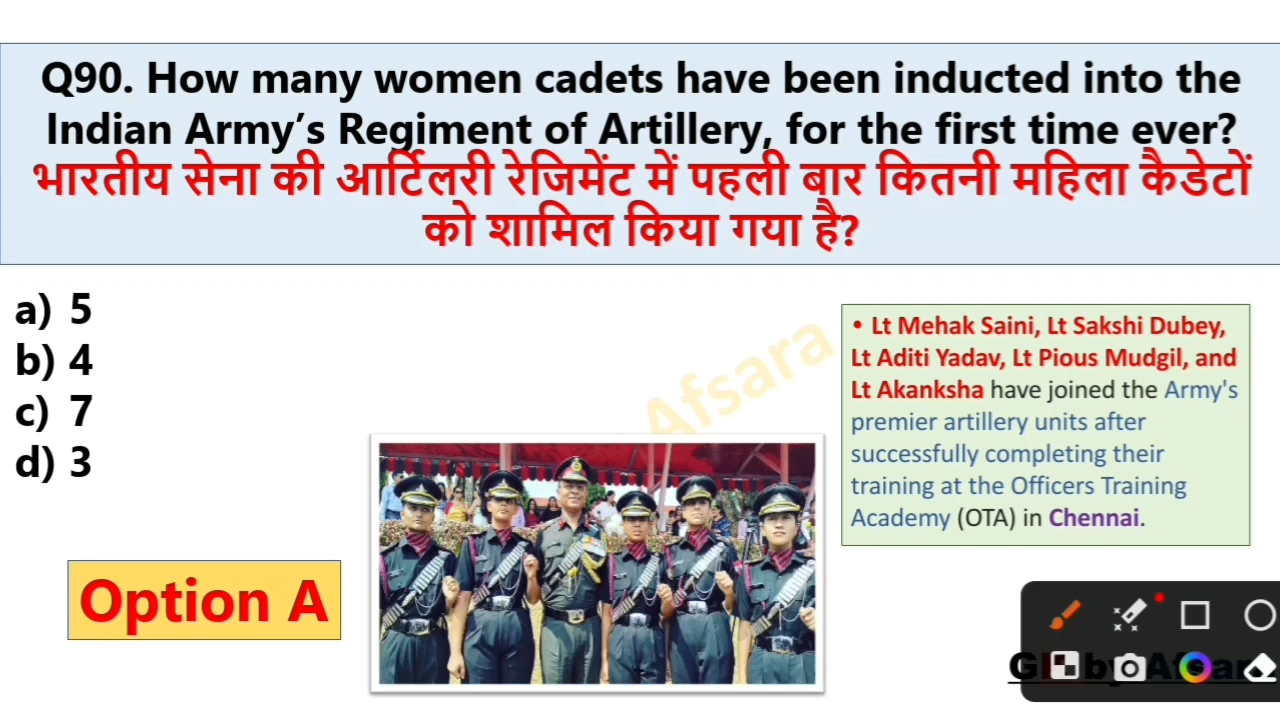 Q90. How many women cadets have been inducted into the
Indian Army’s Regiment of Artillery, for the first time ever?
भारतीय सेना की आर्टिलरी रेजिमेंट में पहली बार कितनी महिला कैडेटों
को शामिल किया गया है?
a) 5
b) 4
c) 7
d) 3
Afsara
• Lt Mehak Saini, Lt Sakshi Dubey,
Lt Aditi Yadav, Lt Pious Mudgil, and
Lt Akanksha have joined the Army's
premier artillery units after
successfully completing their
training at the Officers Training
Academy (OTA) in Chennai.
Option A
by